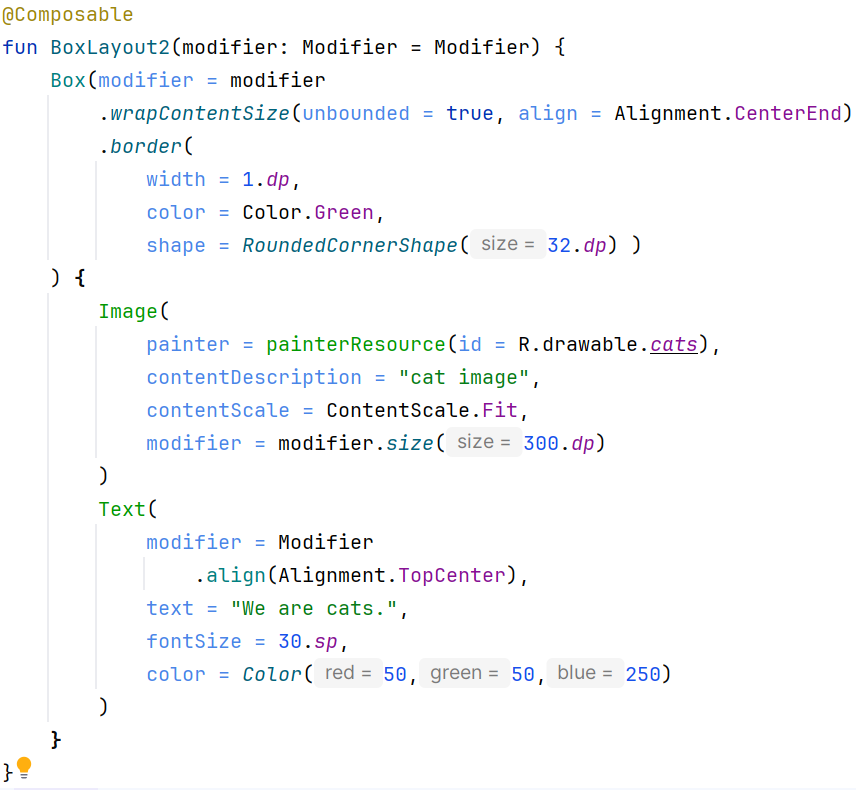 @Composable
fun BoxLayout2(modifier: Modifier = Modifier) {
    Box(modifier = modifier
        .wrapContentSize(unbounded = true, align = Alignment.CenterEnd)
        .border(
            width = 1.dp,
            color = Color.Green,
            shape = RoundedCornerShape( size = 32.dp) )
    ) {
        Image(
            painter = painterResource(id = R.drawable.cats),
            contentDescription = "cat image",
            contentScale = ContentScale.Fit,
            modifier = modifier.size( size = 300.dp)
        )
        Text(
            modifier = Modifier
                .align(Alignment.TopCenter),
            text = "We are cats.",
            fontSize = 30.sp,
            color = Color( red = 50, green = 50, blue = 250)
        )
    }
}